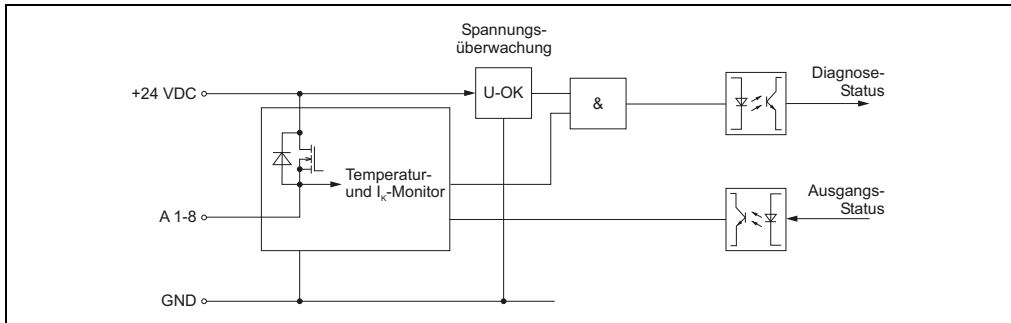 Spannungs-
überwachung
Diagnose-
Status
+24 VDC
U-OK
&
Temperatur-
und IK-Monitor
Ausgangs-
Status
A 1-8
GND